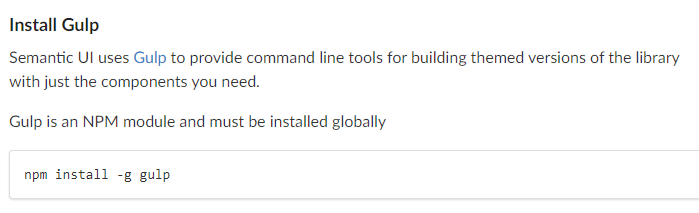 Install Gulp
Semantic UI uses Gulp to provide command line tools for building themed versions of the library
with just the components you need.
Gulp is an NPM module and must be installed globally
npm install -g gulp